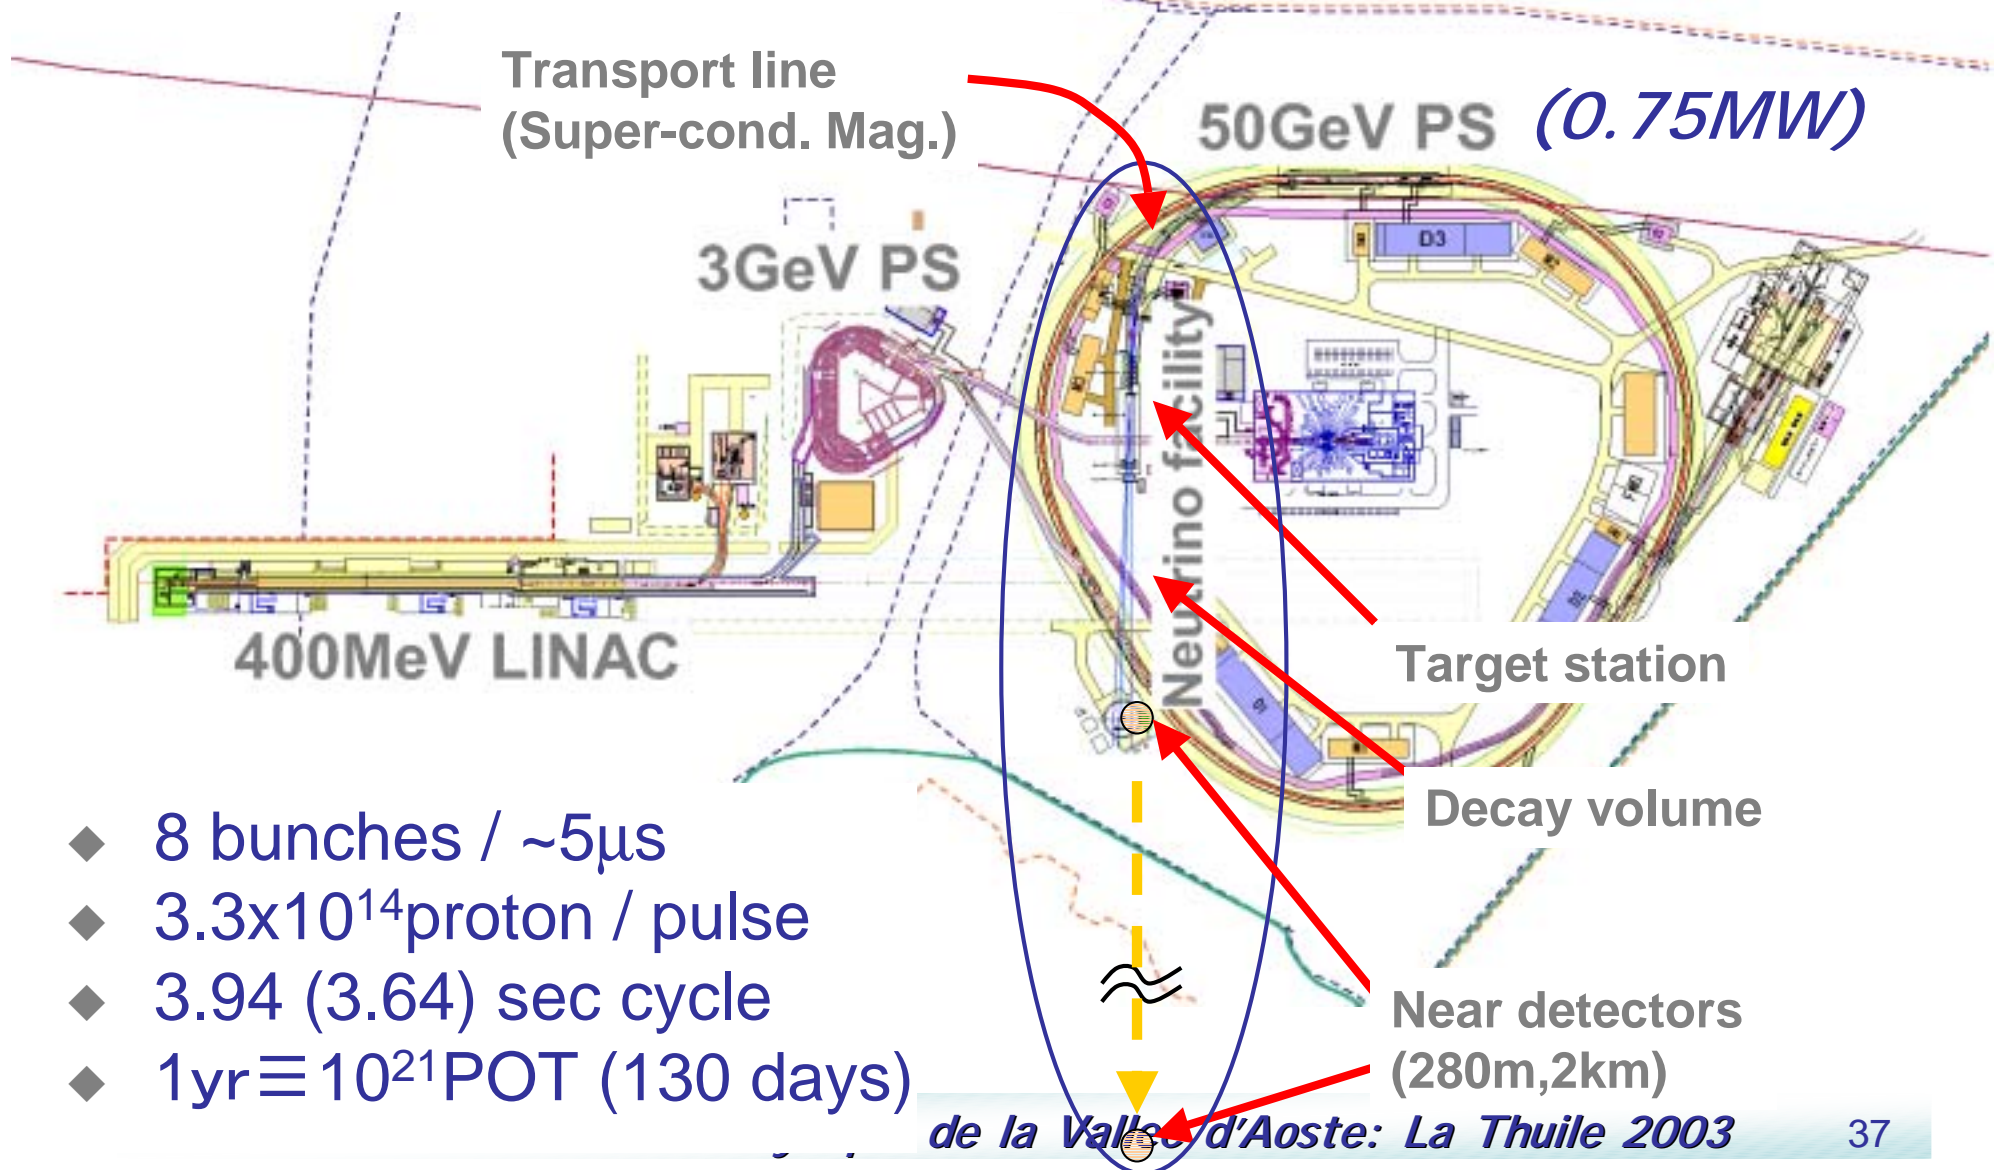 Transport line
(Super-cond. Mag.)
50GeV PS (0.75MW)
3GeV PS
D3
Neutrino facility
400MeV LINAC
D2
D1
Target station
Decay volume
Near detectors
(280m,2km)
◆ 8 bunches / ~5μs
◆ 3.3x10¹⁴proton / pulse
◆ 3.94 (3.64) sec cycle
◆ 1yr≡10²¹POT (130 days)
de la Vallee d'Aoste: La Thuile 2003
37